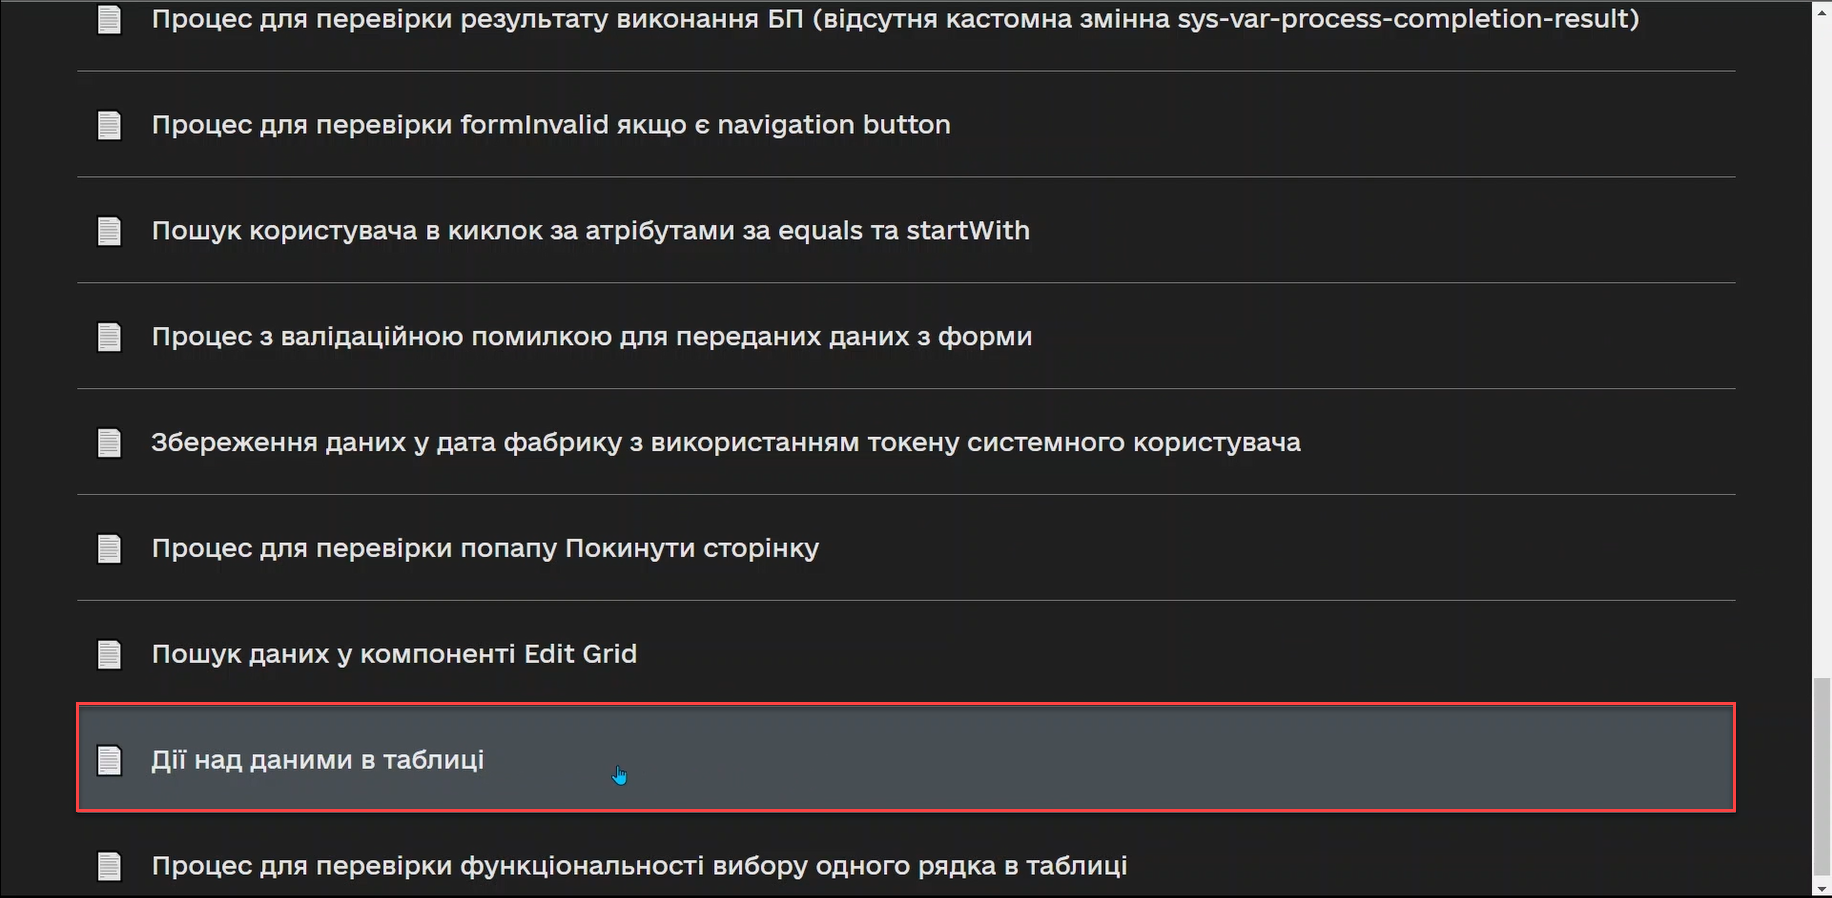 Процес для перевірки результату виконання БП (відсутня кастомна змінна sys-var-process-completion-result)
Процес для перевірки formInvalid якщо є navigation button
Пошук користувача в киклок за атрібутами за equals та startWith
Процес з валідаційною помилкою для переданих даних з форми
Збереження даних у дата фабрику з використанням токену системного користувача
Процес для перевірки попапу Покинути сторінку
Пошук даних у компоненті Edit Grid
Дії над даними в таблиці
Процес для перевірки функціональності вибору одного рядка в таблиці